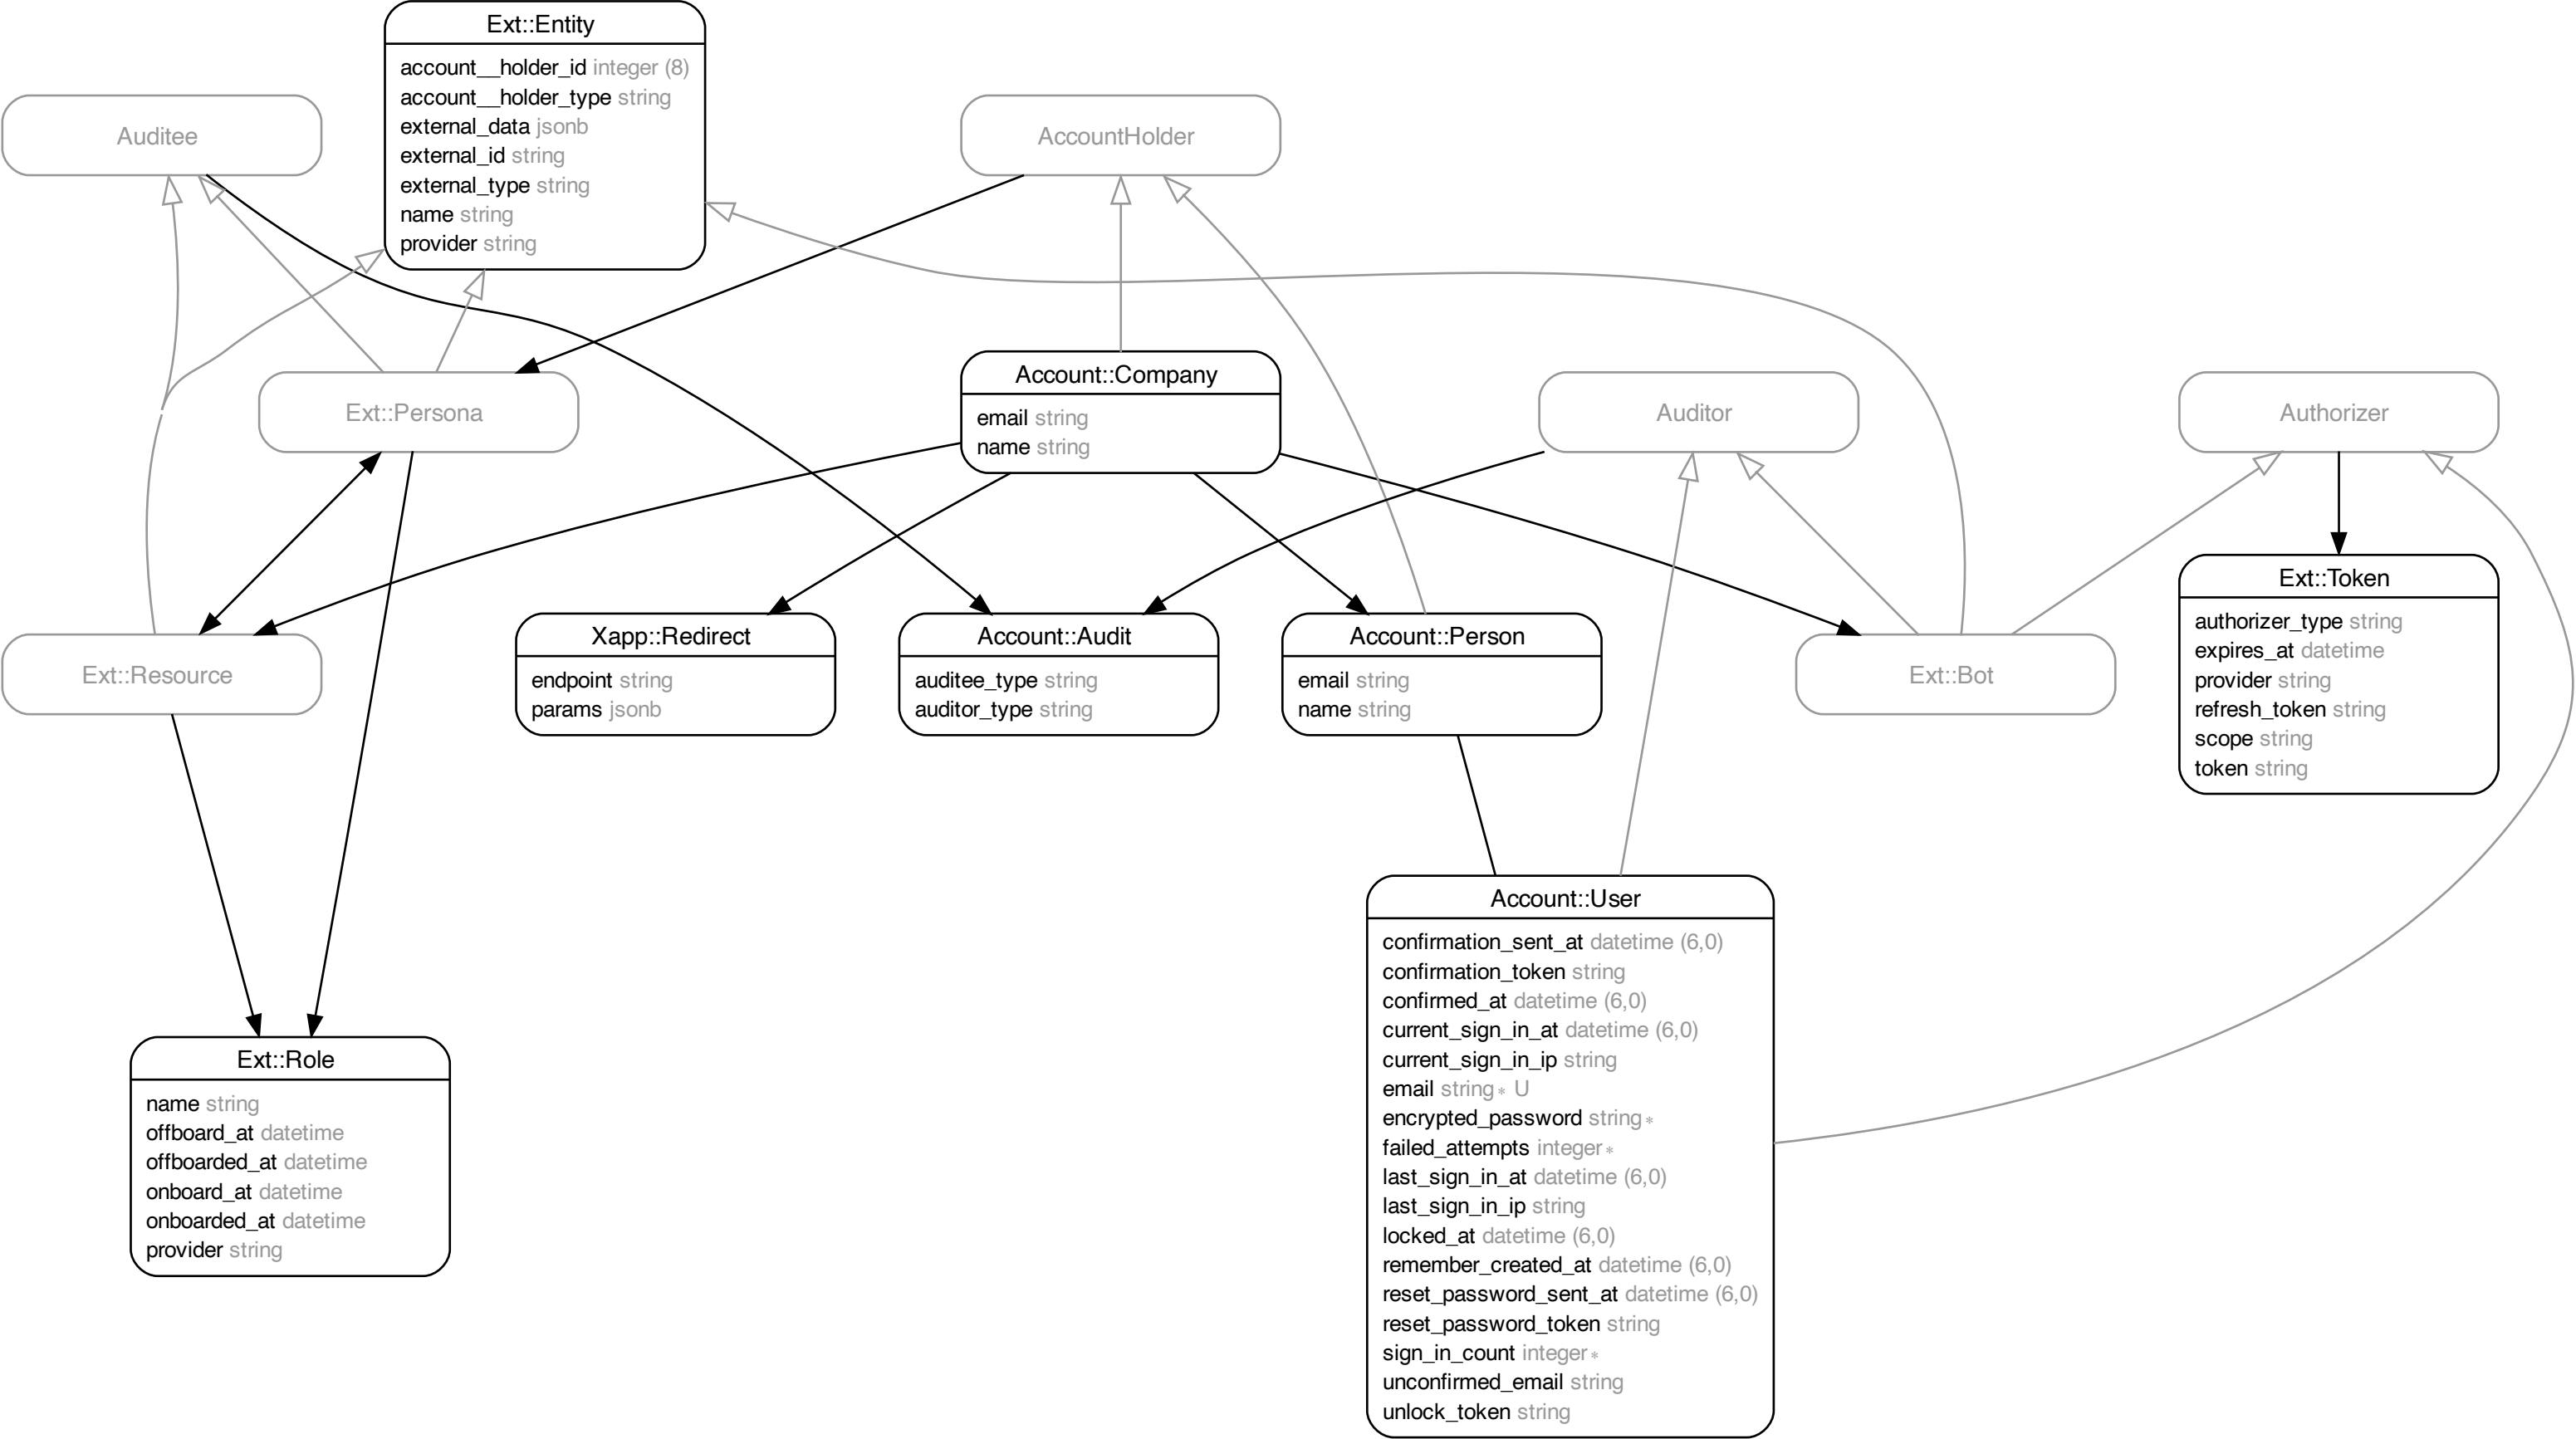 Ext::Entity
account__holder_id integer (8)
account__holder_type string
external_data jsonb
external_id string
external_type string
name string
provider string
Auditee
AccountHolder
Ext::Persona
Account::Company
email string
name string
Auditor
Authorizer
Ext::Resource
Xapp::Redirect
endpoint string
params jsonb
Account::Audit
auditee_type string
auditor_type string
Account::Person
email string
name string
Ext::Bot
Ext::Token
authorizer_type string
expires_at datetime
provider string
refresh_token string
scope string
token string
Ext::Role
name string
offboard_at datetime
offboarded_at datetime
onboard_at datetime
onboarded_at datetime
provider string
Account::User
confirmation_sent_at datetime (6,0)
confirmation_token string
confirmed_at datetime (6,0)
current_sign_in_at datetime (6,0)
current_sign_in_ip string
email string∗ U
encrypted_password string∗
failed_attempts integer∗
last_sign_in_at datetime (6,0)
last_sign_in_ip string
locked_at datetime (6,0)
remember_created_at datetime (6,0)
reset_password_sent_at datetime (6,0)
reset_password_token string
sign_in_count integer∗
unconfirmed_email string
unlock_token string